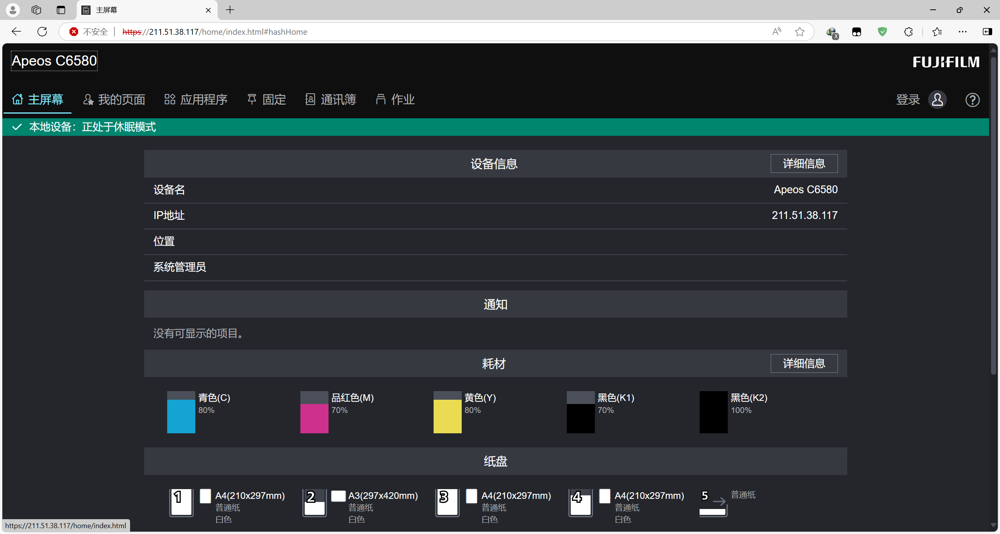 主屏幕
不安全 https://211.51.38.117/home/index.html#hashHome
Apeos C6580
FUJIFILM
主屏幕 我的页面 应用程序 固定 通讯簿 作业 登录
本地设备：正处于休眠模式
设备信息 详细信息
设备名 Apeos C6580
IP地址 211.51.38.117
位置
系统管理员
通知
没有可显示的项目。
耗材 详细信息
青色(C) 品红色(M) 黄色(Y) 黑色(K1) 黑色(K2)
80% 70% 80% 70% 100%
纸盘
1 A4(210x297mm) 2 A3(297x420mm) 3 A4(210x297mm) 4 A4(210x297mm) 5 普通纸
普通纸 普通纸 普通纸 普通纸
白色 白色 白色 白色
https://211.51.38.117/home/index.html